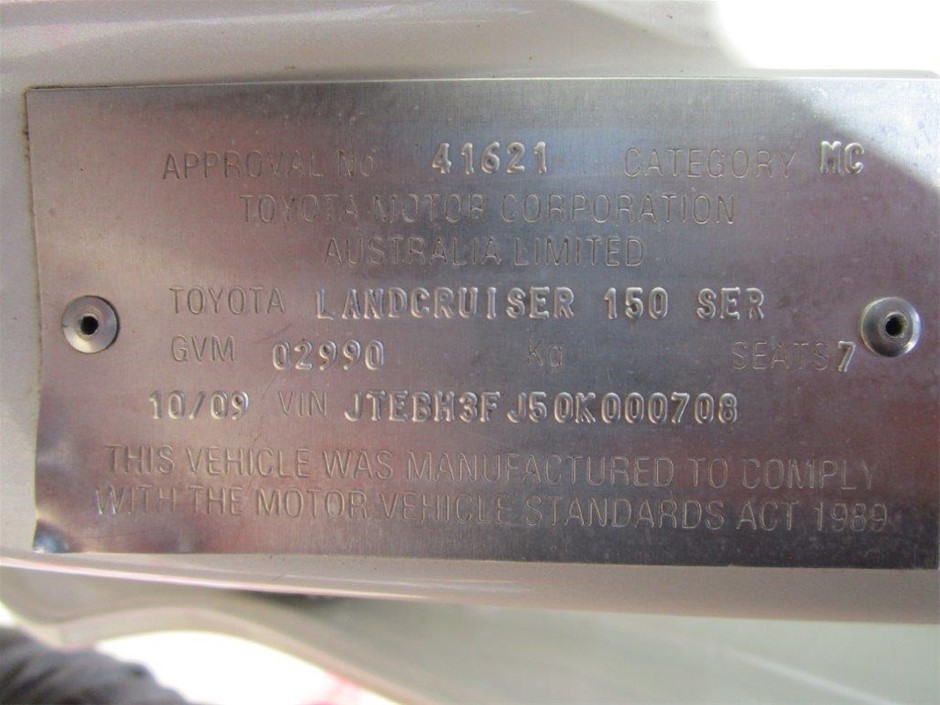 APPROVAL No 41621 CATEGORY MC
TOYOTA MOTOR CORPORATION
AUSTRALIA LIMITED
TOYOTA LANDCRUISER 150 SER
GVM 02990 Kg SEATS 7
10/09 VIN JTEBH3FJ50K000708
THIS VEHICLE WAS MANUFACTURED TO COMPLY
WITH THE MOTOR VEHICLE STANDARDS ACT 1989